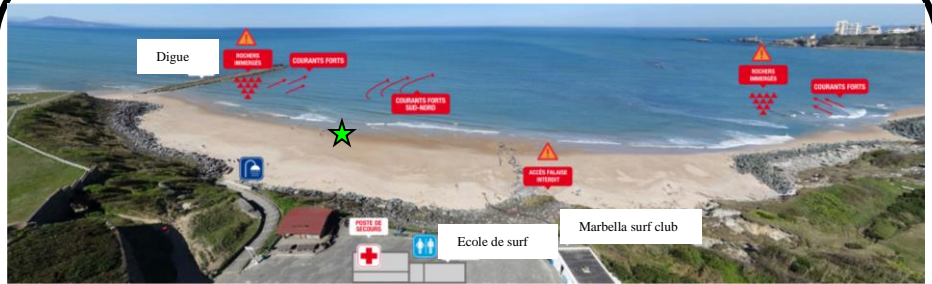 Digue
ROCHERS
IMMERGÉS
COURANTS FORTS
COURANTS FORTS
SUD-NORD
ROCHERS
IMMERGÉS
COURANTS FORTS
ACCÈS FALAISE
INTERDIT
POSTE DE
SECOURS
Ecole de surf
Marbella surf club